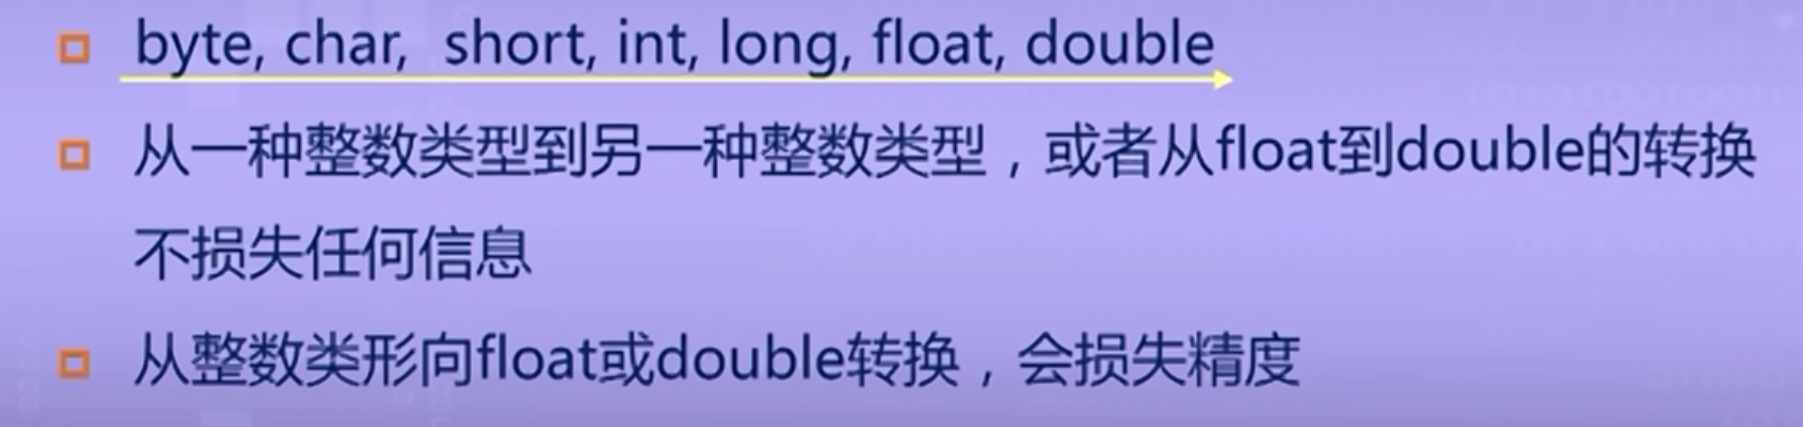 byte, char, short, int, long, float, double
从一种整数类型到另一种整数类型，或者从float到double的转换
不损失任何信息
从整数类形向float或double转换，会损失精度